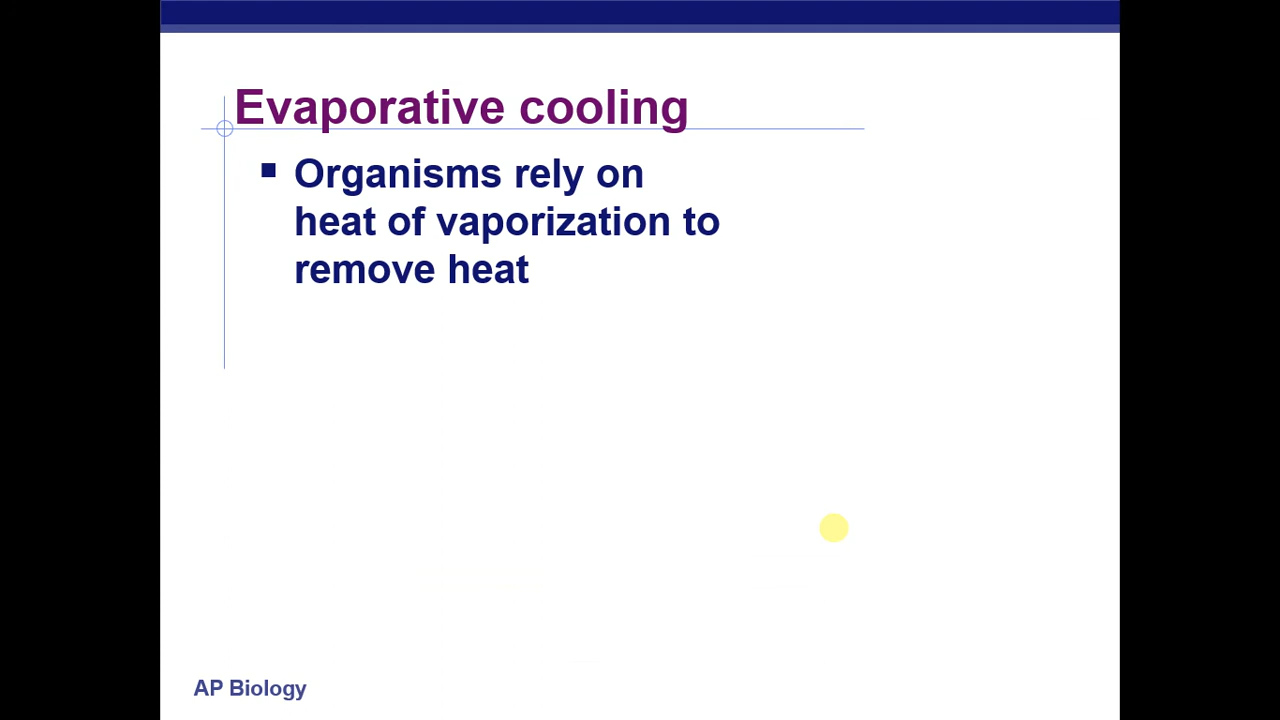 Evaporative cooling
Organisms rely on
heat of vaporization to
remove heat
AP Biology